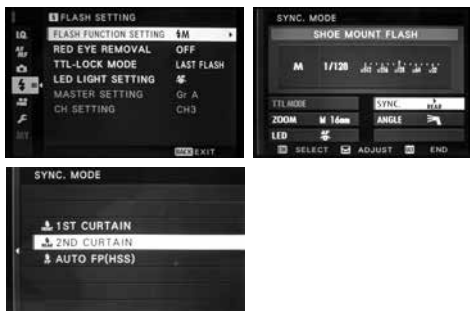 FLASH SETTING
FLASH FUNCTION SETTING M
RED EYE REMOVAL OFF
TTL-LOCK MODE LAST FLASH
LED LIGHT SETTING
MASTER SETTING Gr A
CH SETTING CH3
BACK EXIT
SYNC. MODE
SHOE MOUNT FLASH
M 1/128
TTL MODE SYNC. REAR
ZOOM W 16mm ANGLE
LED
SELECT ADJUST END
SYNC. MODE
1ST CURTAIN
2ND CURTAIN
AUTO FP(HSS)